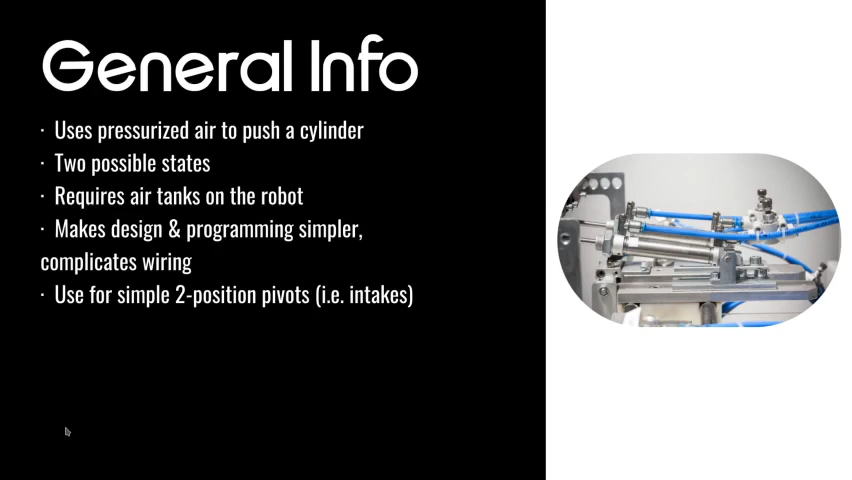 General Info
· Uses pressurized air to push a cylinder
· Two possible states
· Requires air tanks on the robot
· Makes design & programming simpler,
complicates wiring
· Use for simple 2-position pivots (i.e. intakes)